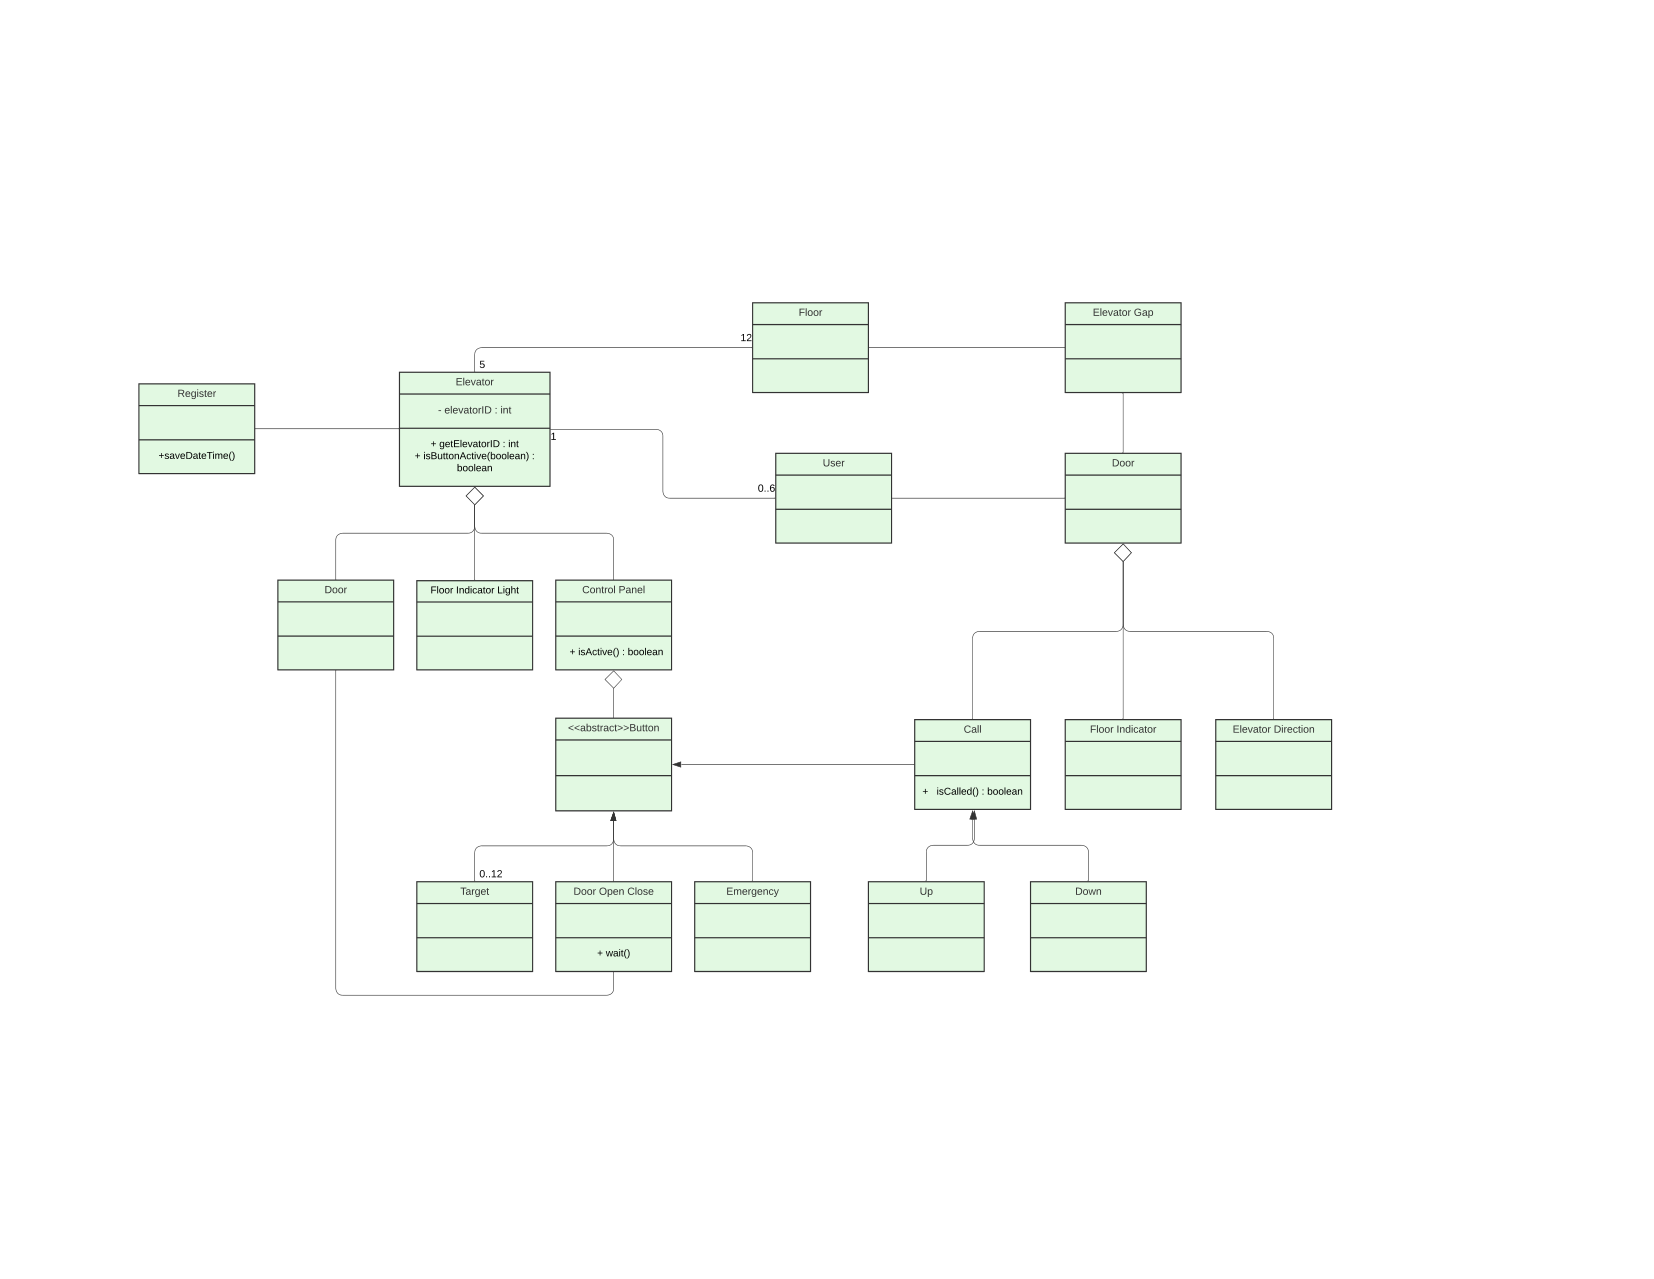 Floor
Elevator Gap
12
5
Elevator
Register
- elevatorID : int
+ getElevatorID : int
+ isButtonActive(boolean) :
boolean
1
+saveDateTime()
User
Door
0..6
Door
Floor Indicator Light
Control Panel
+ isActive() : boolean
<<abstract>>Button
Call
Floor Indicator
Elevator Direction
+   isCalled() : boolean
0..12
Target
Door Open Close
Emergency
Up
Down
+ wait()